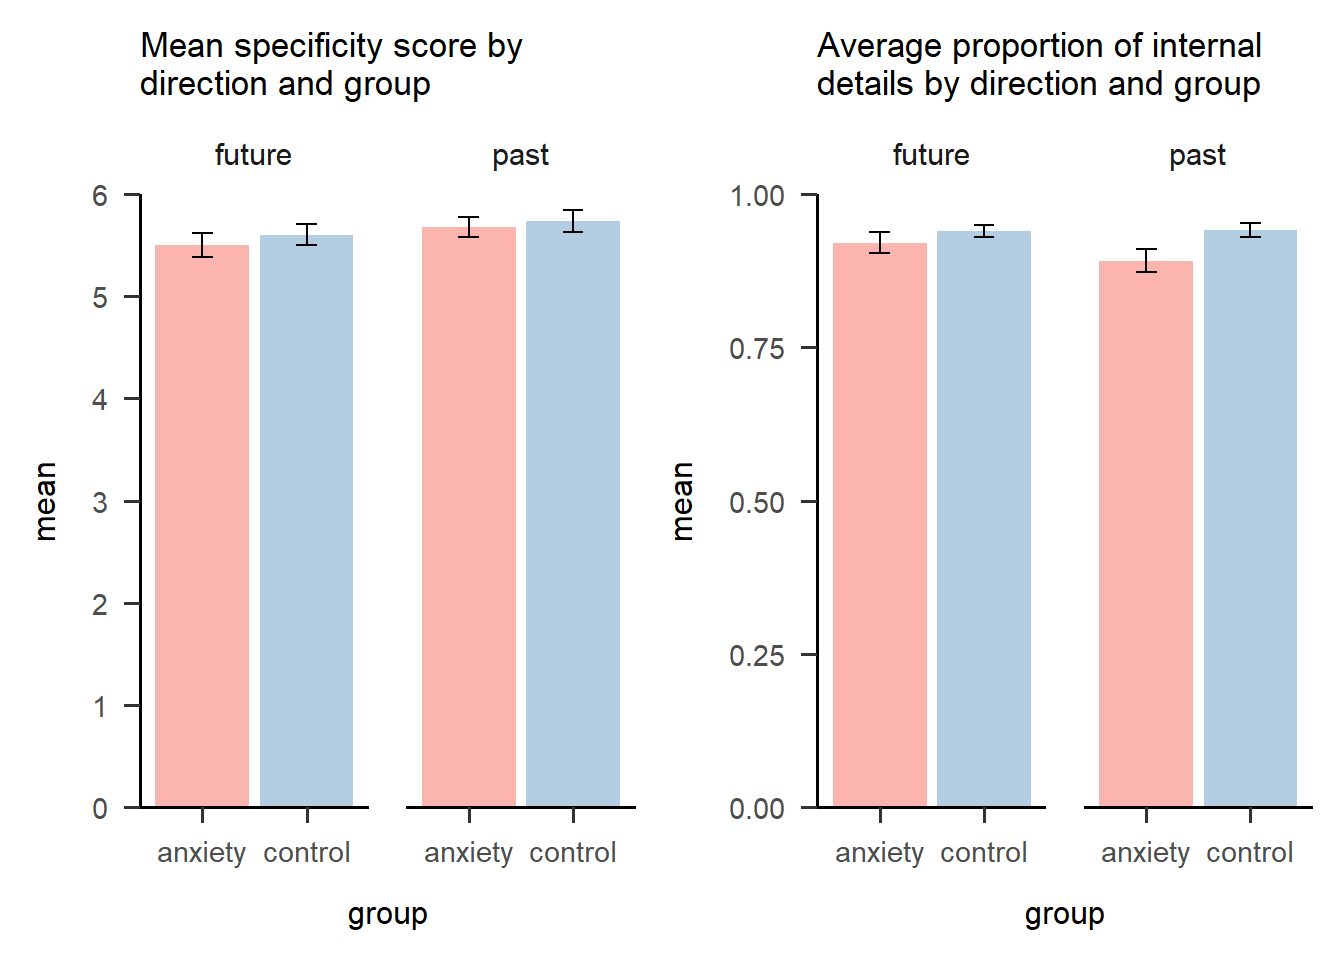 Mean specificity score by
direction and group
future
past
6
5
4
3
2
1
0
mean
anxiety
control
anxiety
control
group
Average proportion of internal
details by direction and group
future
past
1.00
0.75
0.50
0.25
0.00
mean
anxiety
control
anxiety
control
group